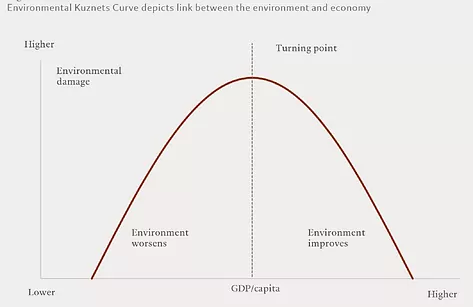 Environmental Kuznets Curve depicts link between the environment and economy
Higher
Turning point
Environmental
damage
Environment
worsens
Environment
improves
Lower
GDP/capita
Higher